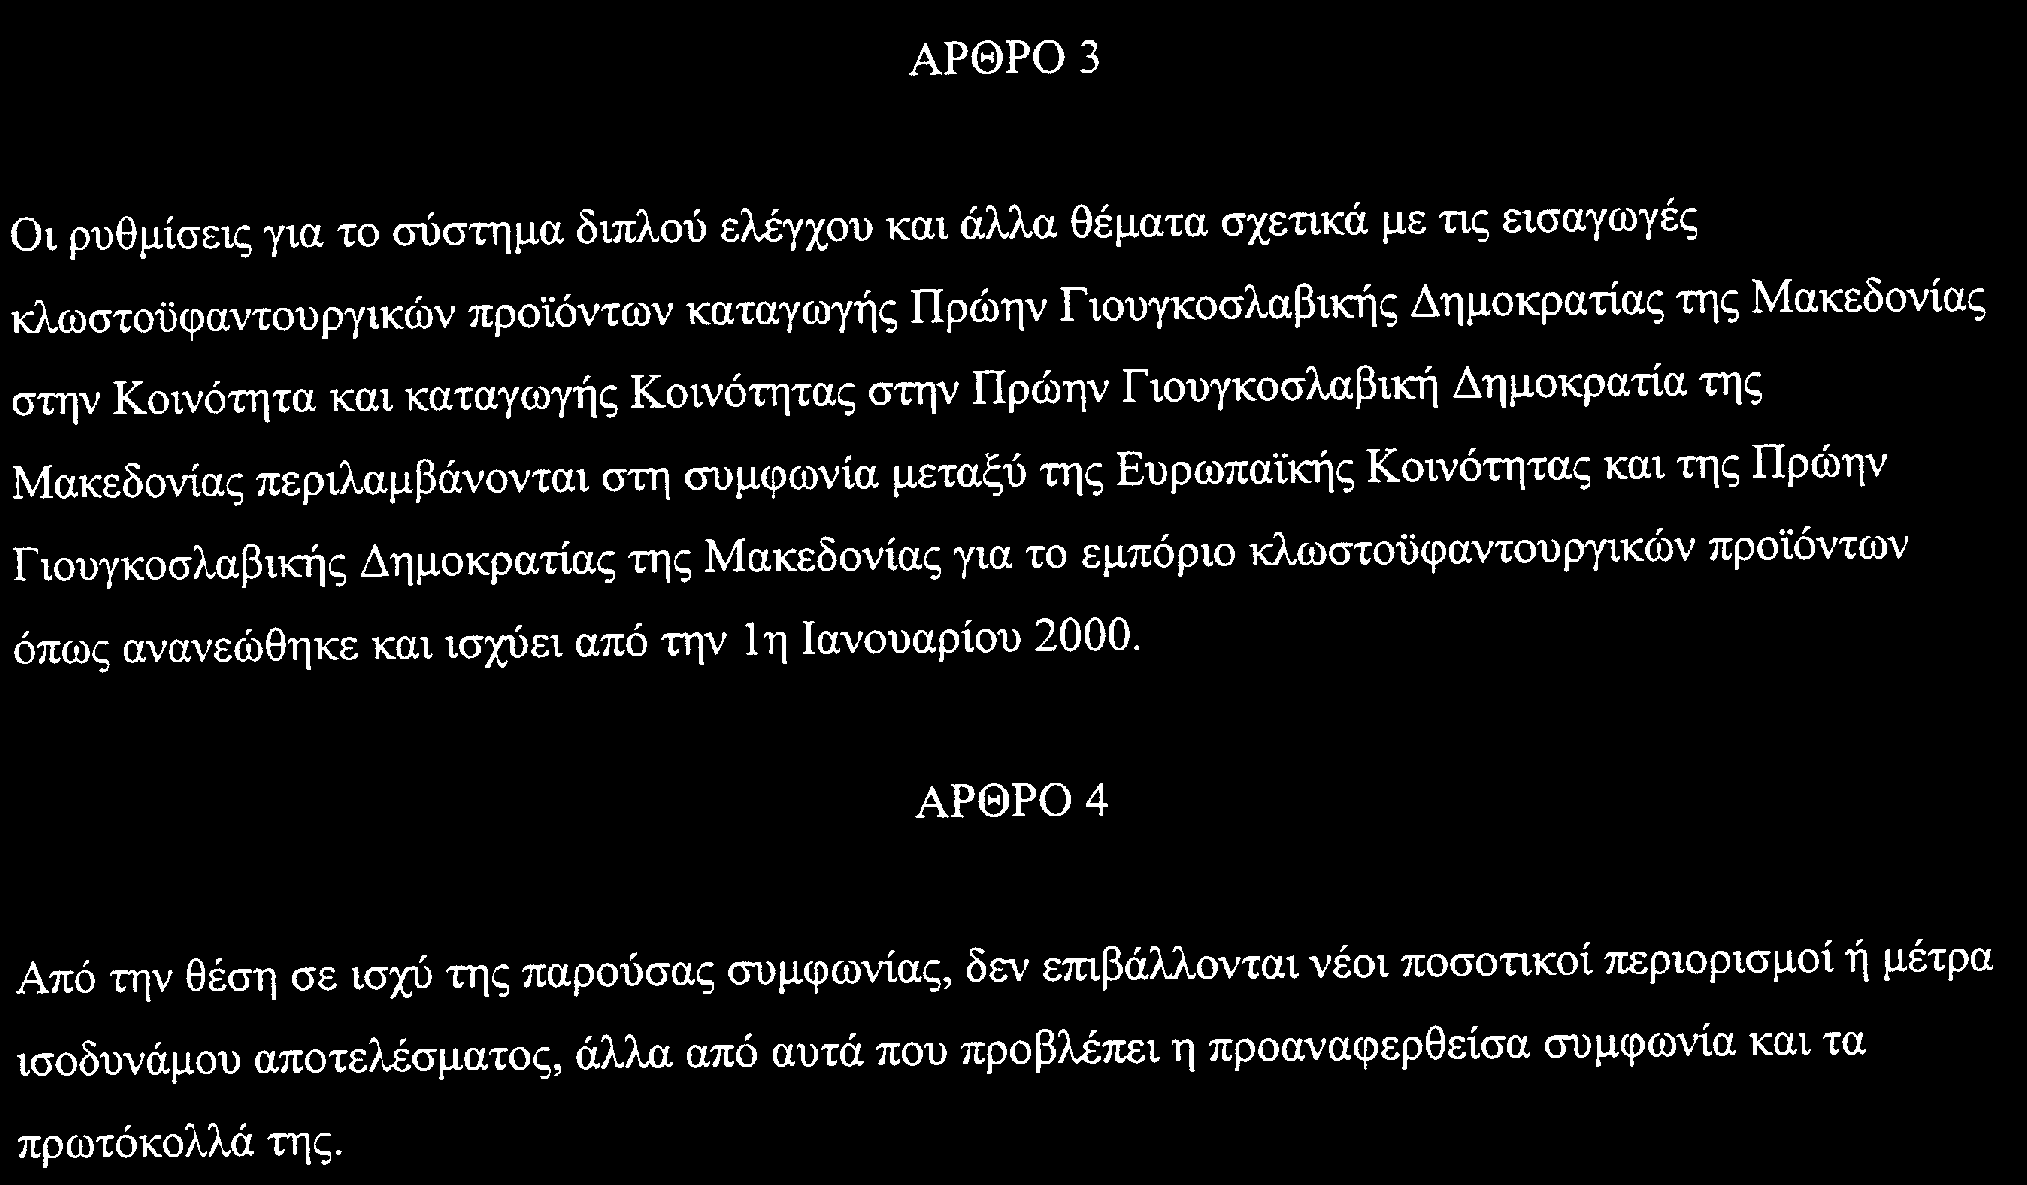 ΑΡΘΡΟ 3
Οι ρυθμίσεις για το σύστημα διπλού ελέγχου και άλλα θέματα σχετικά με τις εισαγωγές
κλωστοϋφαντουργικών προϊόντων καταγωγής Πρώην Γιουγκοσλαβικής Δημοκρατίας της Μακεδονίας
στην Κοινότητα και καταγωγής Κοινότητας στην Πρώην Γιουγκοσλαβική Δημοκρατία της
Μακεδονίας περιλαμβάνονται στη συμφωνία μεταξύ της Ευρωπαϊκής Κοινότητας και της Πρώην
Γιουγκοσλαβικής Δημοκρατίας της Μακεδονίας για το εμπόριο κλωστοϋφαντουργικών προϊόντων
όπως ανανεώθηκε και ισχύει από την 1η Ιανουαρίου 2000.
ΑΡΘΡΟ 4
Από την θέση σε ισχύ της παρούσας συμφωνίας, δεν επιβάλλονται νέοι ποσοτικοί περιορισμοί ή μέτρα
ισοδυνάμου αποτελέσματος, άλλα από αυτά που προβλέπει η προαναφερθείσα συμφωνία και τα
πρωτόκολλά της.